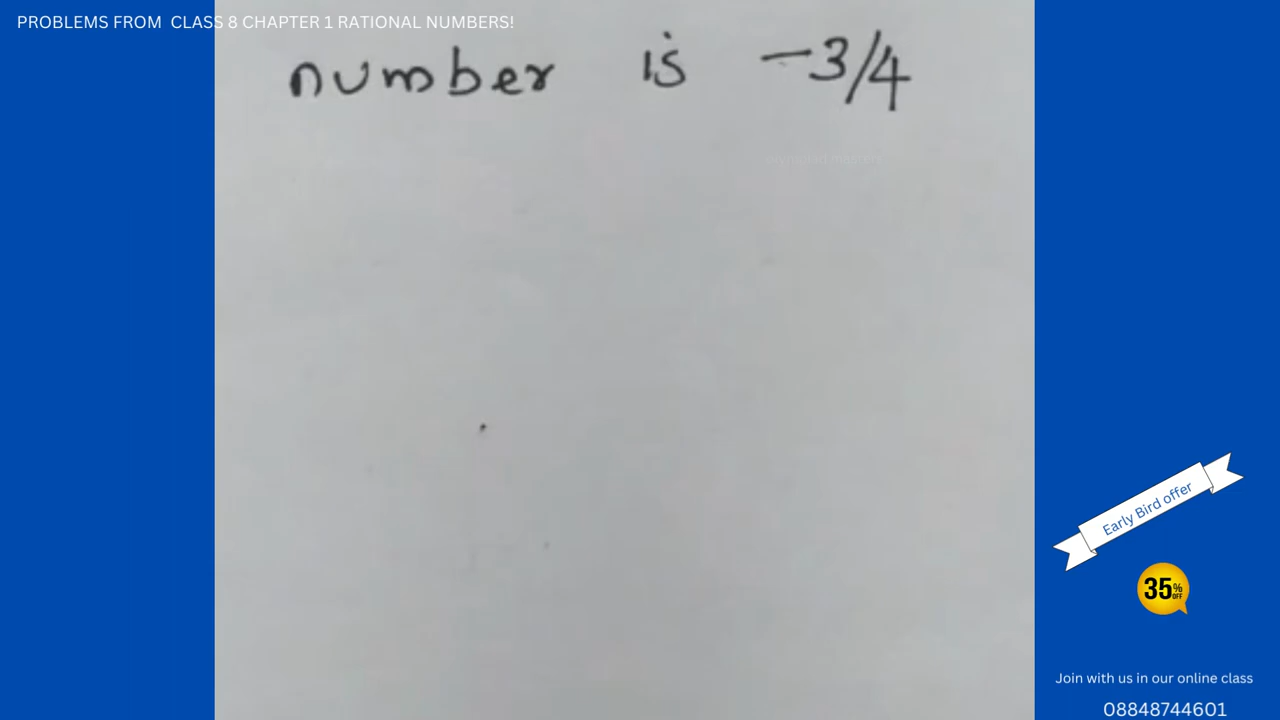 PROBLEMS FROM  CLASS 8 CHAPTER 1 RATIONAL NUMBERS!
number is -3/4
Early Bird offer
35% OFF
Join with us in our online class
08848744601